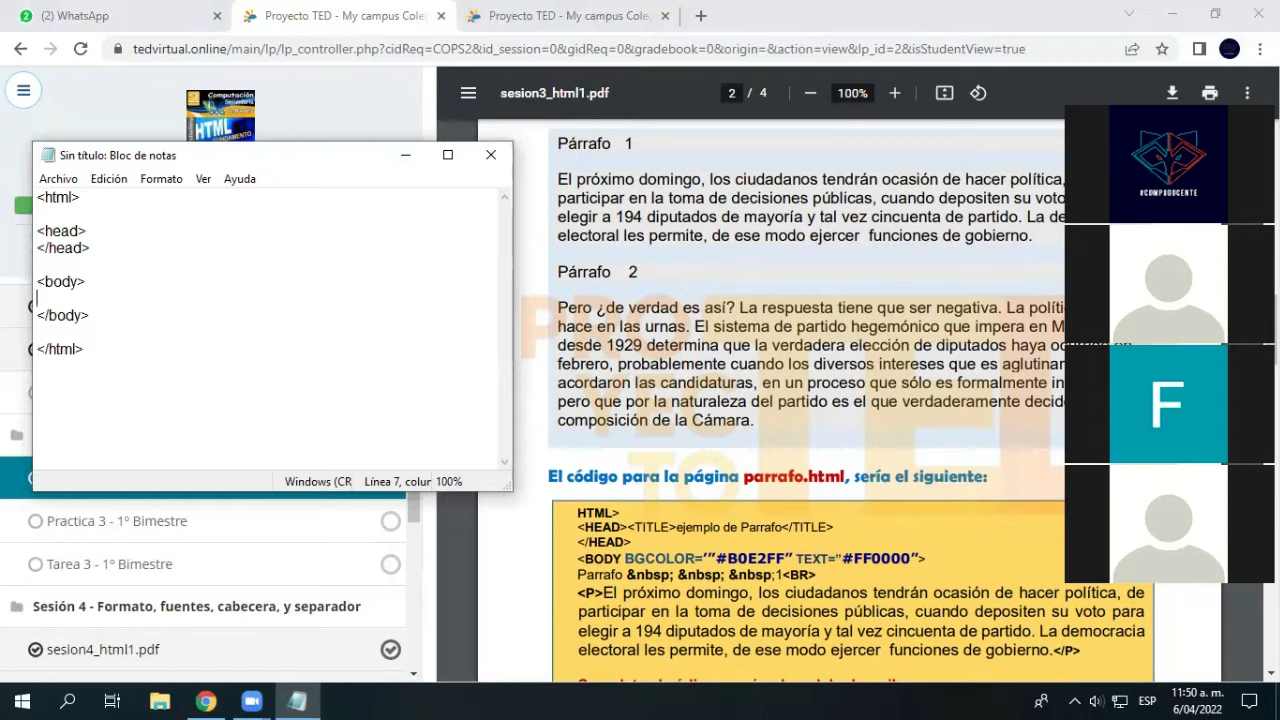 (2) WhatsApp
Proyecto TED - My campus Cole
Proyecto TED - My campus Cole
tedvirtual.online/main/lp/lp_controller.php?cidReq=COPS2&id_session=0&gidReq=0&gradebook=0&origin=&action=view&lp_id=2&isStudentView=true
Computación
Secundaria
HTML
FUNDAMENTO
sesion3_html1.pdf
2 / 4
100%
Sin título: Bloc de notas
Archivo Edición Formato Ver Ayuda
<html>
<head>
</head>
<body>
</body>
</html>
Windows (CR Línea 7, colur 100%
Practica 3 - 1º Bimestre
Tarea 3 - 1º Bimestre
Sesión 4 - Formato, fuentes, cabecera, y separador
sesion4_html1.pdf
Párrafo 1
El próximo domingo, los ciudadanos tendrán ocasión de hacer política,
participar en la toma de decisiones públicas, cuando depositen su voto
elegir a 194 diputados de mayoría y tal vez cincuenta de partido. La de
electoral les permite, de ese modo ejercer funciones de gobierno.
Párrafo 2
Pero ¿de verdad es así? La respuesta tiene que ser negativa. La políti
hace en las urnas. El sistema de partido hegemónico que impera en M
desde 1929 determina que la verdadera elección de diputados haya
febrero, probablemente cuando los diversos intereses que es aglutinan
acordaron las candidaturas, en un proceso que sólo es formalmente in
pero que por la naturaleza del partido es el que verdaderamente decid
composición de la Cámara.
PRO
YEC
TO
TED
El código para la página parrafo.html, sería el siguiente:
HTML>
<HEAD><TITLE>ejemplo de Parrafo</TITLE>
</HEAD>
<BODY BGCOLOR=’”#B0E2FF” TEXT=”#FF0000”>
Parrafo &nbsp; &nbsp; &nbsp;1<BR>
<P>El próximo domingo, los ciudadanos tendrán ocasión de hacer política, de
participar en la toma de decisiones públicas, cuando depositen su voto para
elegir a 194 diputados de mayoría y tal vez cincuenta de partido. La democracia
electoral les permite, de ese modo ejercer funciones de gobierno.</P>
#COMPUDOCENTE
F
ESP
11:50 a. m.
6/04/2022